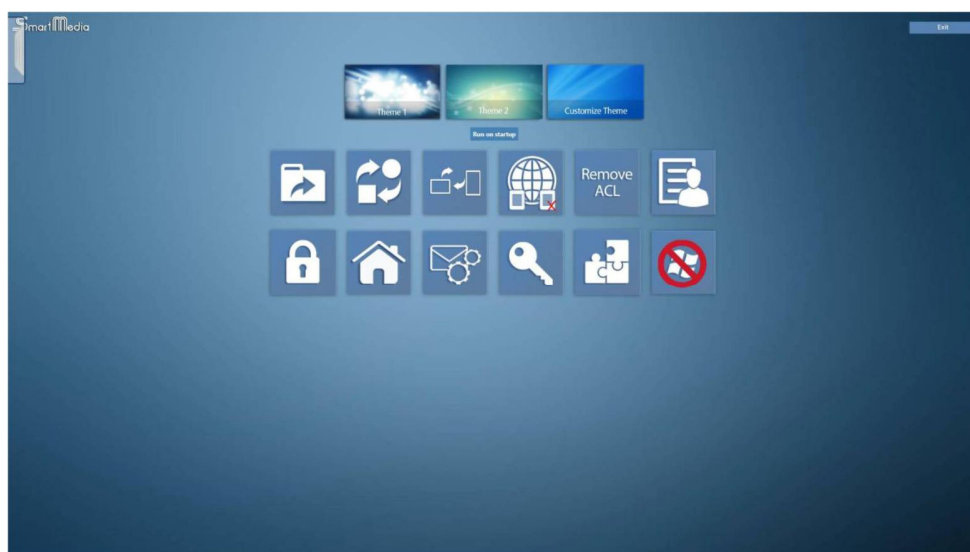 SmartMedia
Exit
Theme 1
Theme 2
Customize Theme
Run on startup
Remove
ACL